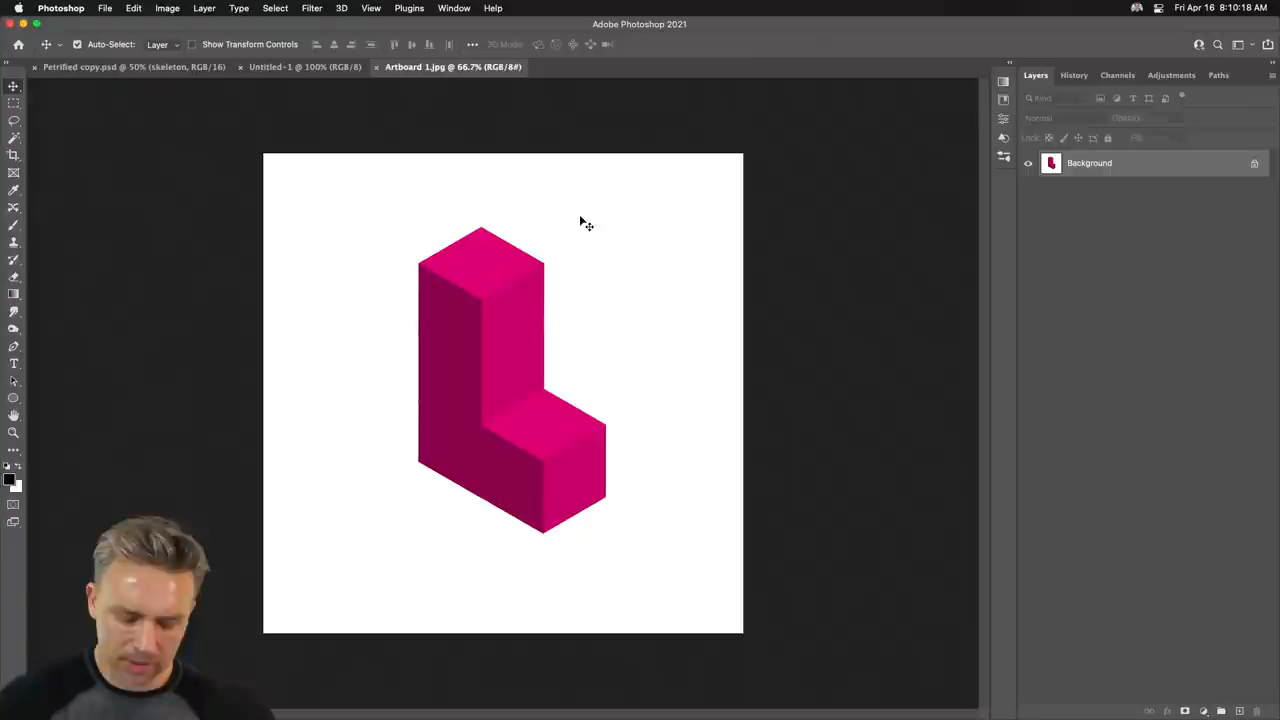 Photoshop File Edit Image Layer Type Select Filter 3D View Plugins Window Help Fri Apr 16 8:10:18 AM
Adobe Photoshop 2021
Auto-Select: Layer Show Transform Controls ••• 3D Mode:
× Petrified copy.psd @ 50% (skeleton, RGB/16) × Untitled-1 @ 100% (RGB/8) × Artboard 1.jpg @ 66.7% (RGB/8#)
Layers History Channels Adjustments Paths
Kind
Normal Opacity:
Lock: Fill:
Background